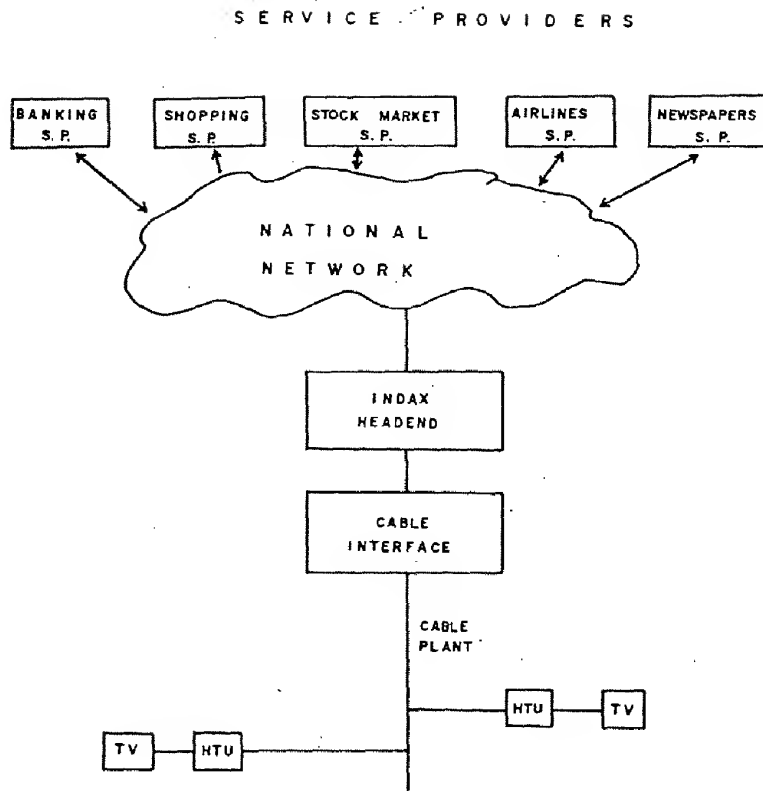 SERVICE PROVIDERS
BANKING
S. P.
SHOPPING
S. P.
STOCK MARKET
S. P.
AIRLINES
S. P.
NEWSPAPERS
S. P.
NATIONAL
NETWORK
INDAX
HEADEND
CABLE
INTERFACE
CABLE
PLANT
HTU
TV
TV
HTU